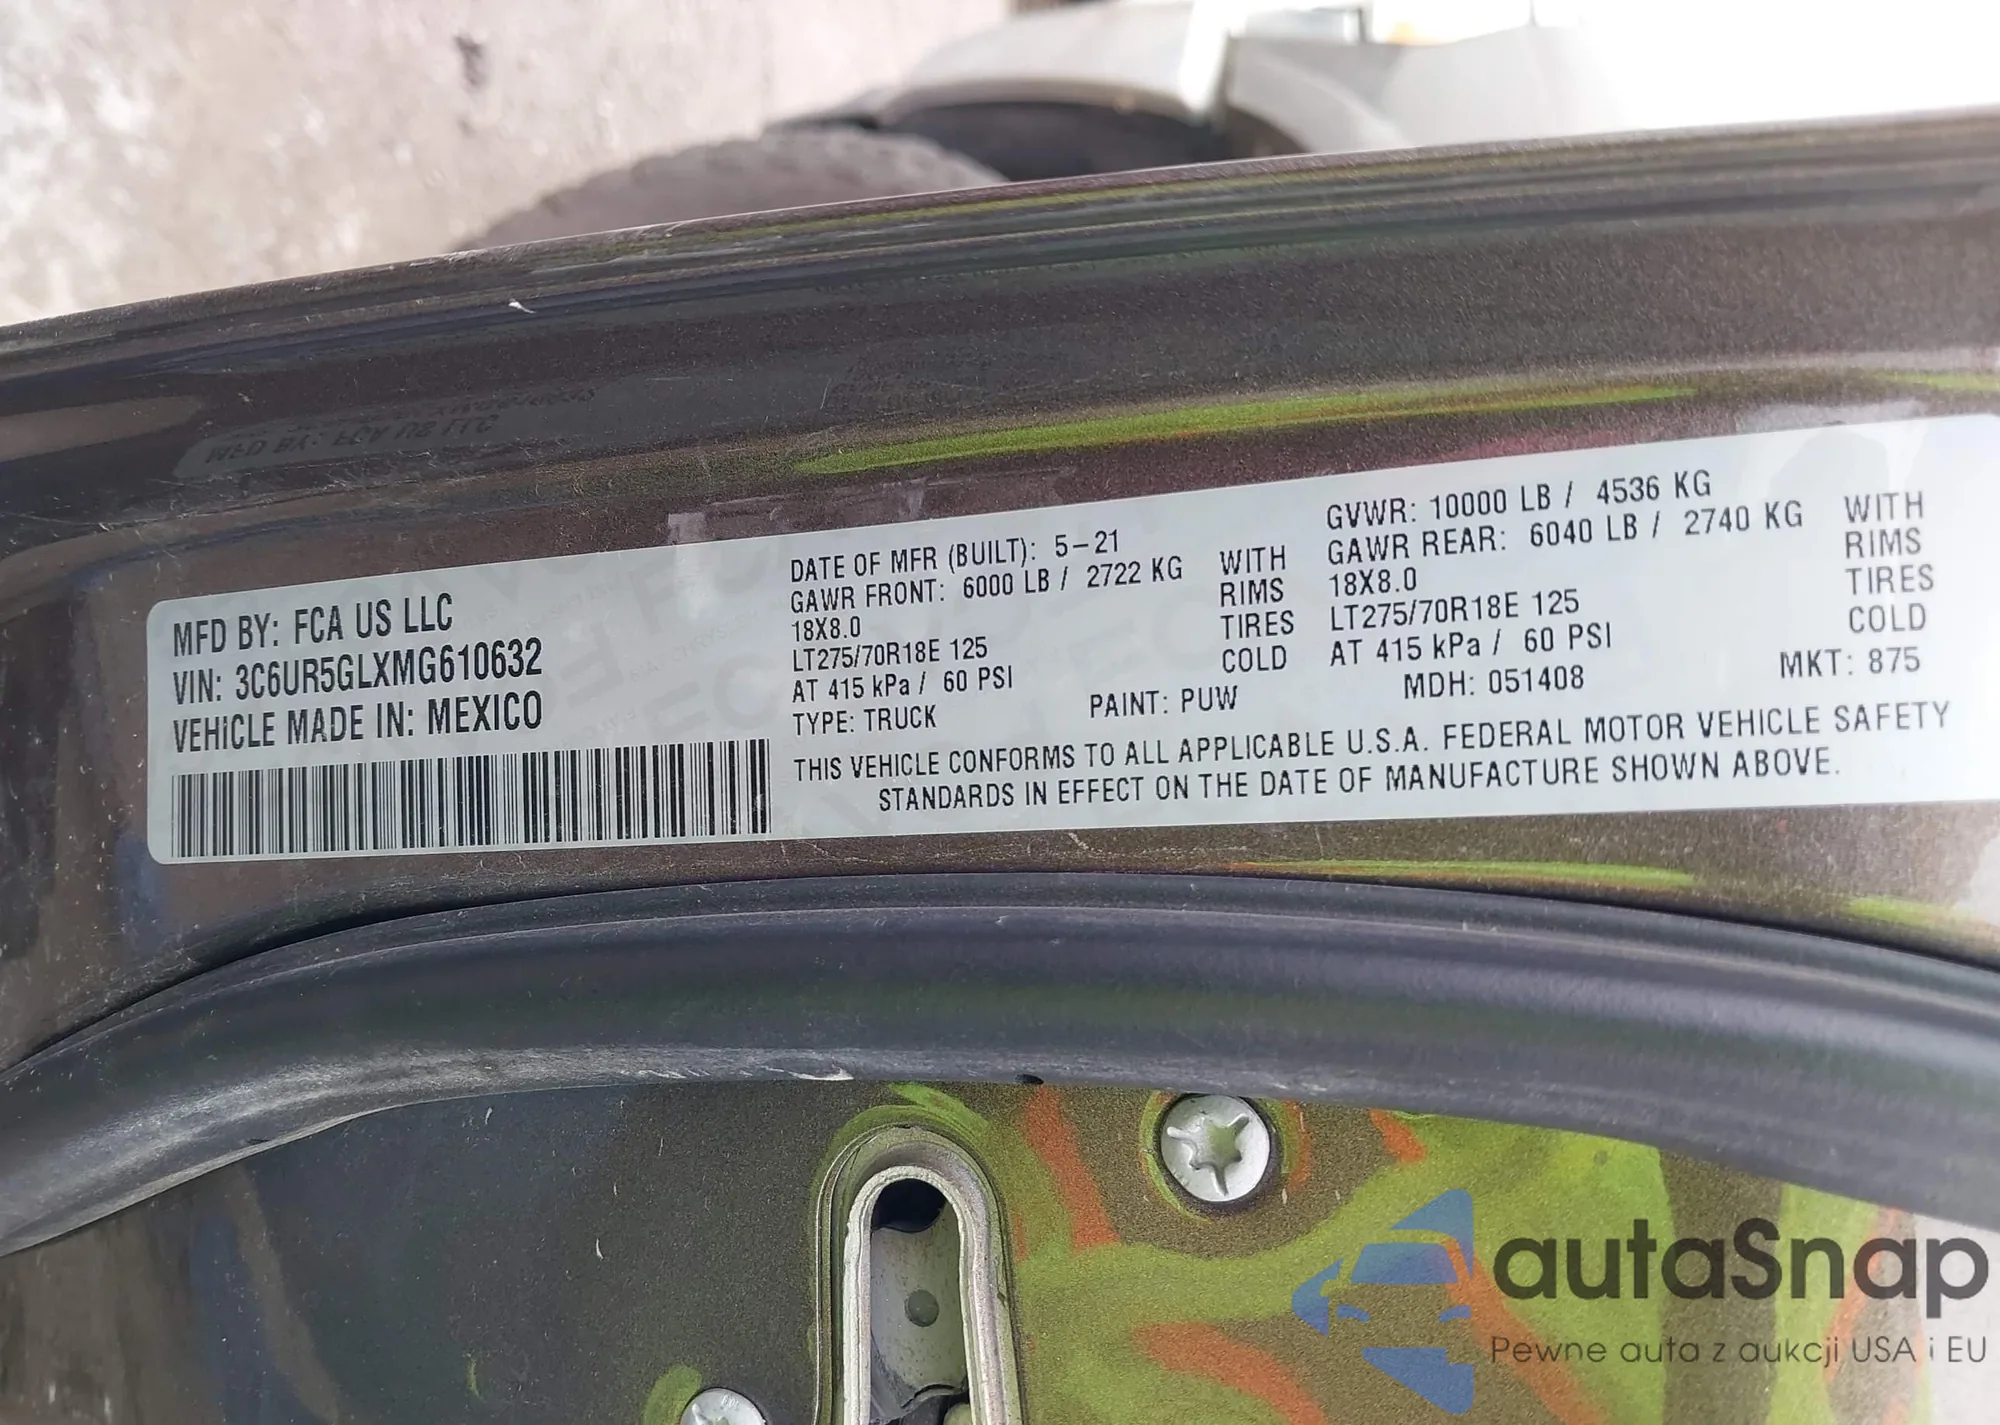 MFD BY: FCA US LLC
VIN: 3C6UR5GLXMG610632
VEHICLE MADE IN: MEXICO
DATE OF MFR (BUILT): 5-21
GAWR FRONT: 6000 LB / 2722 KG WITH
18X8.0 RIMS
LT275/70R18E 125 TIRES
AT 415 kPa / 60 PSI COLD
TYPE: TRUCK
GVWR: 10000 LB / 4536 KG
GAWR REAR: 6040 LB / 2740 KG WITH
18X8.0 RIMS
LT275/70R18E 125 TIRES
AT 415 kPa / 60 PSI COLD
PAINT: PUW MDH: 051408 MKT: 875
THIS VEHICLE CONFORMS TO ALL APPLICABLE U.S.A. FEDERAL MOTOR VEHICLE SAFETY
STANDARDS IN EFFECT ON THE DATE OF MANUFACTURE SHOWN ABOVE.
autaSnap
Pewne auta z aukcji USA i EU